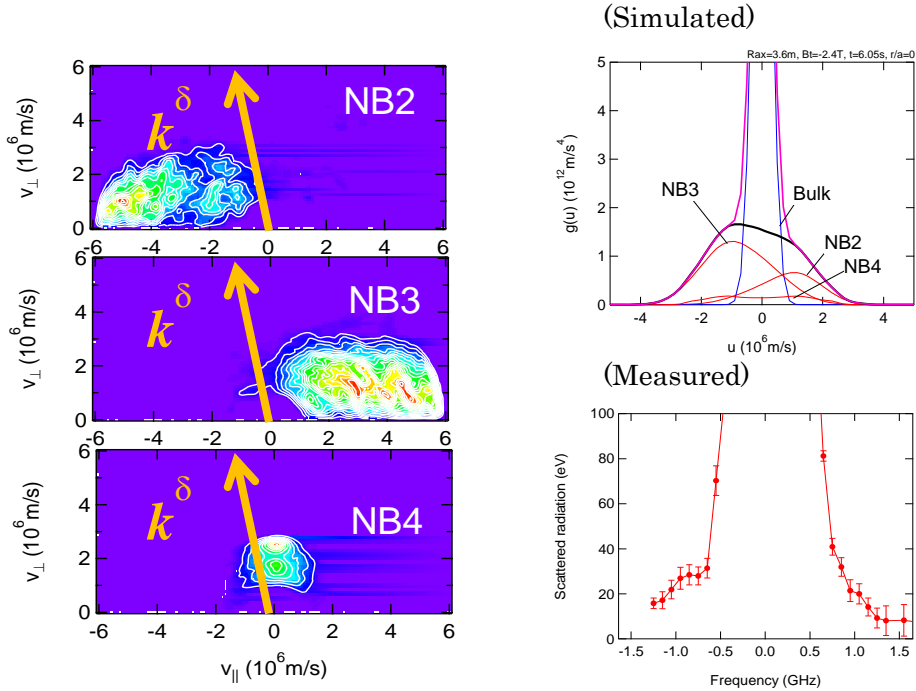 (Simulated)
Rax=3.6m, Bt=-2.4T, t=6.05s, r/a=0
6
4
2
0
v⊥ (10⁶m/s)
NB2
k^δ
-6 -4 -2 0 2 4 6
6
4
2
0
v⊥ (10⁶m/s)
NB3
k^δ
-6 -4 -2 0 2 4 6
6
4
2
0
v⊥ (10⁶m/s)
NB4
k^δ
-6 -4 -2 0 2 4 6
v|| (10⁶m/s)
5
4
3
2
1
0
g(u) (10¹²m/s⁴)
NB3
Bulk
NB2
NB4
-4 -2 0 2 4
u (10⁶m/s)
(Measured)
100
80
60
40
20
0
Scattered radiation (eV)
-1.5 -1.0 -0.5 0.0 0.5 1.0 1.5
Frequency (GHz)